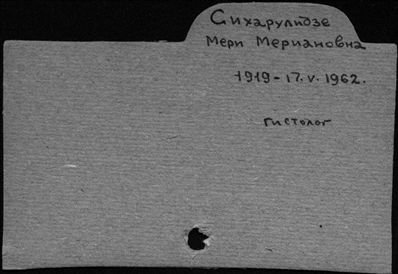 Сихарулидзе
Мери Мериановна
1919-17.V.1962.
гистолог